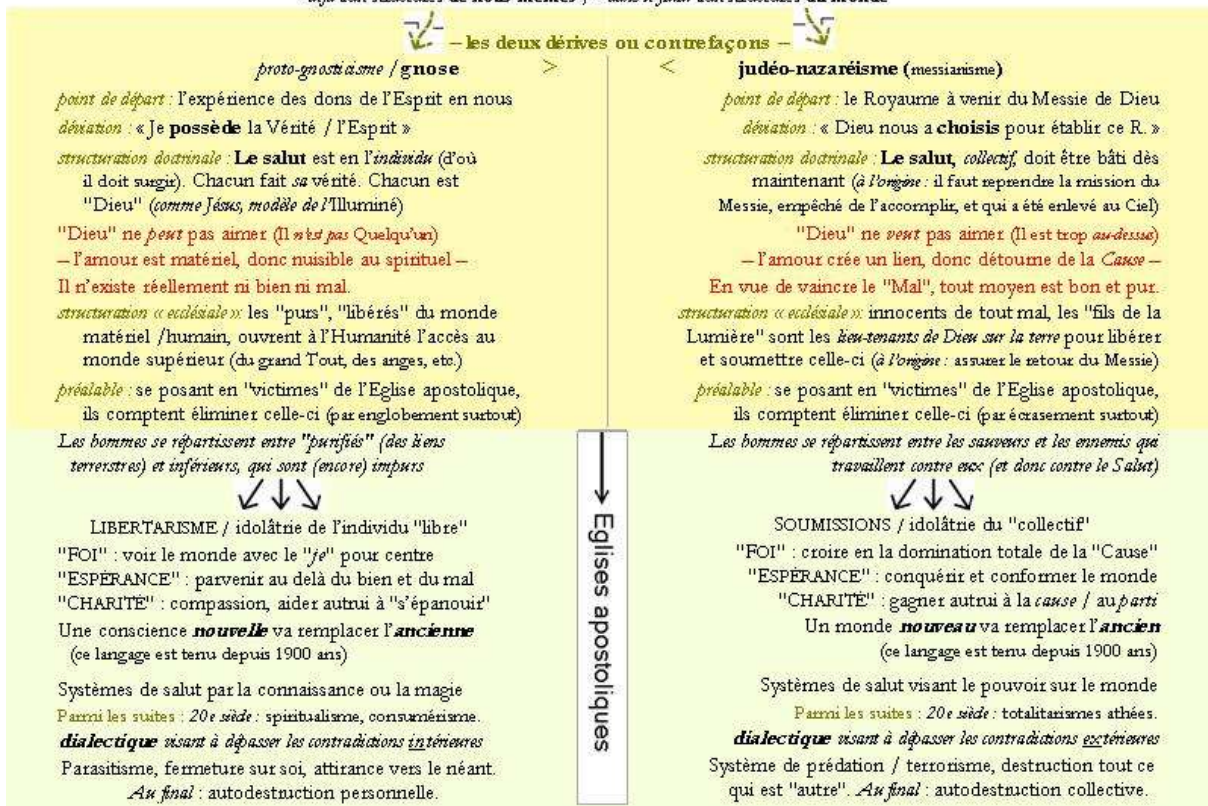 de nous-mêmes
– les deux dérives ou contrefaçons –
proto-gnosticisme / gnose >
point de départ : l'expérience des dons de l'Esprit en nous
déviation : « Je possède la Vérité / l'Esprit »
structuration doctrinale : Le salut est en l'individu (d'où
il doit surgir). Chacun fait sa vérité. Chacun est
"Dieu" (comme Jésus, modèle de l'Illuminé)
"Dieu" ne peut pas aimer (Il n'est pas Quelqu'un)
– l'amour est matériel, donc nuisible au spirituel –
Il n'existe réellement ni bien ni mal.
structuration « ecclésiale »: les "purs", "libérés" du monde
matériel /humain, ouvrent à l'Humanité l'accès au
monde supérieur (du grand Tout, des anges, etc.)
préalable : se posant en "victimes" de l'Eglise apostolique,
ils comptent éliminer celle-ci (par englobement surtout)
Les hommes se répartissent entre "purifiés" (des liens
terrerstres) et inférieurs, qui sont (encore) impurs
LIBERTARISME / idolâtrie de l'individu "libre"
"FOI" : voir le monde avec le "je" pour centre
"ESPÉRANCE" : parvenir au delà du bien et du mal
"CHARITÉ" : compassion, aider autrui à "s'épanouir"
Une conscience nouvelle va remplacer l'ancienne
(ce langage est tenu depuis 1900 ans)
Systèmes de salut par la connaissance ou la magie
Parmi les suites : 20e siècle : spiritualisme, consumérisme.
dialectique visant à dépasser les contradictions intérieures
Parasitisme, fermeture sur soi, attirance vers le néant.
Au final : autodestruction personnelle.
Eglises apostoliques
< judéo-nazaréisme (messianisme)
point de départ : le Royaume à venir du Messie de Dieu
déviation : « Dieu nous a choisis pour établir ce R. »
structuration doctrinale : Le salut, collectif, doit être bâti dès
maintenant (à l'origine : il faut reprendre la mission du
Messie, empêché de l'accomplir, et qui a été enlevé au Ciel)
"Dieu" ne veut pas aimer (Il est trop au-dessus)
– l'amour crée un lien, donc détourne de la Cause –
En vue de vaincre le "Mal", tout moyen est bon et pur.
structuration « ecclésiale »: innocents de tout mal, les "fils de la
Lumière" sont les lieu-tenants de Dieu sur la terre pour libérer
et soumettre celle-ci (à l'origine : assurer le retour du Messie)
préalable : se posant en "victimes" de l'Eglise apostolique,
ils comptent éliminer celle-ci (par écrasement surtout)
Les hommes se répartissent entre les sauveurs et les ennemis qui
travaillent contre eux (et donc contre le Salut)
SOUMISSIONS / idolâtrie du "collectif"
"FOI" : croire en la domination totale de la "Cause"
"ESPÉRANCE" : conquérir et conformer le monde
"CHARITÉ" : gagner autrui à la cause / au parti
Un monde nouveau va remplacer l'ancien
(ce langage est tenu depuis 1900 ans)
Systèmes de salut visant le pouvoir sur le monde
Parmi les suites : 20e siècle : totalitarismes athées.
dialectique visant à dépasser les contradictions extérieures
Système de prédation / terrorisme, destruction tout ce
qui est "autre". Au final : autodestruction collective.